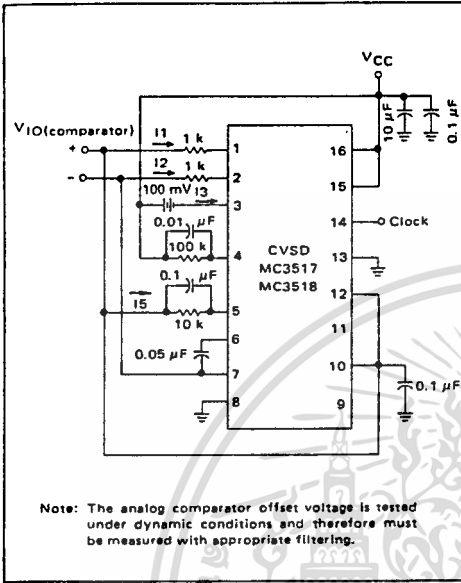 VCC
10 µF
0.1 µF
VIO(comparator)
+
−
I1
1 k
I2
1 k
100 mV
I3
0.01 µF
100 k
0.1 µF
I5
10 k
0.05 µF
1
2
3
4
5
6
7
8
CVSD
MC3517
MC3518
16
15
14
Clock
13
12
11
10
0.1 µF
9
Note: The analog comparator offset voltage is tested
under dynamic conditions and therefore must
be measured with appropriate filtering.